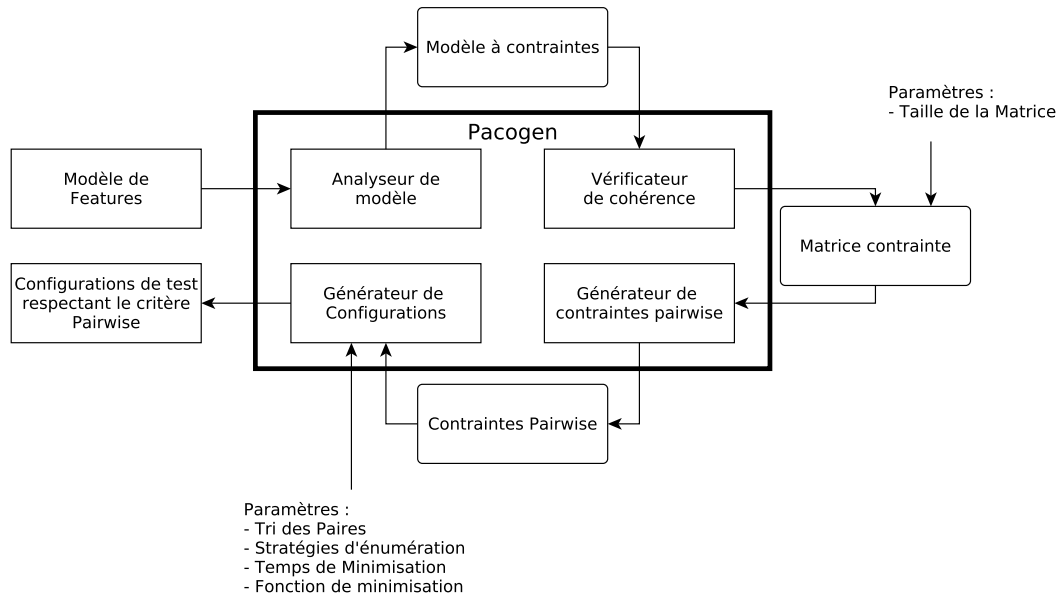 Modèle à contraintes
Paramètres :
- Taille de la Matrice
Pacogen
Modèle de
Features
Analyseur de
modèle
Vérificateur
de cohérence
Matrice contrainte
Configurations de test
respectant le critère
Pairwise
Générateur de
Configurations
Générateur de
contraintes pairwise
Contraintes Pairwise
Paramètres :
- Tri des Paires
- Stratégies d'énumération
- Temps de Minimisation
- Fonction de minimisation